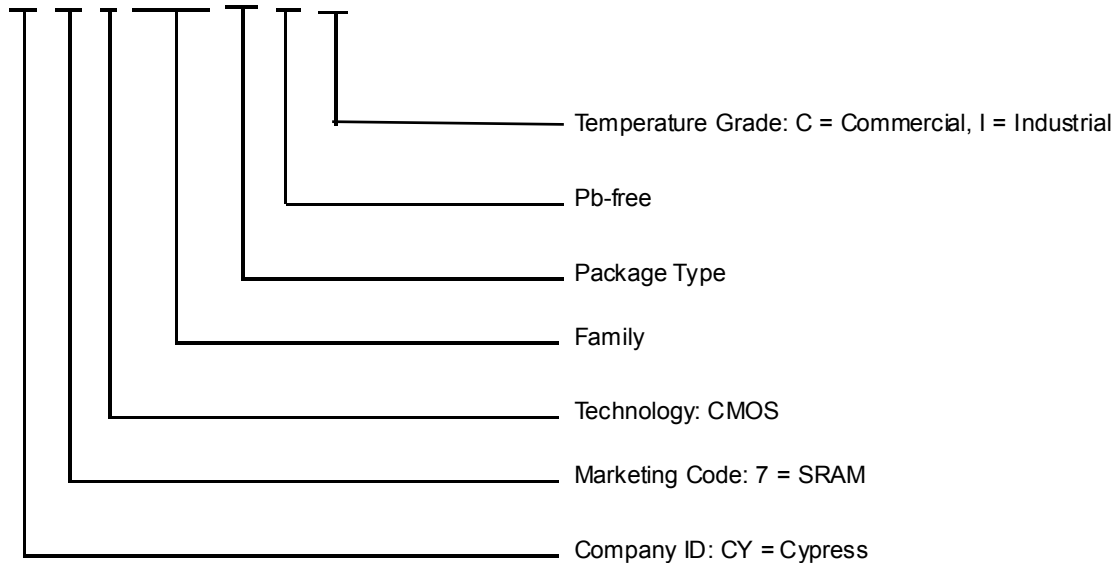 Temperature Grade: C = Commercial, I = Industrial
Pb-free
Package Type
Family
Technology: CMOS
Marketing Code: 7 = SRAM
Company ID: CY = Cypress